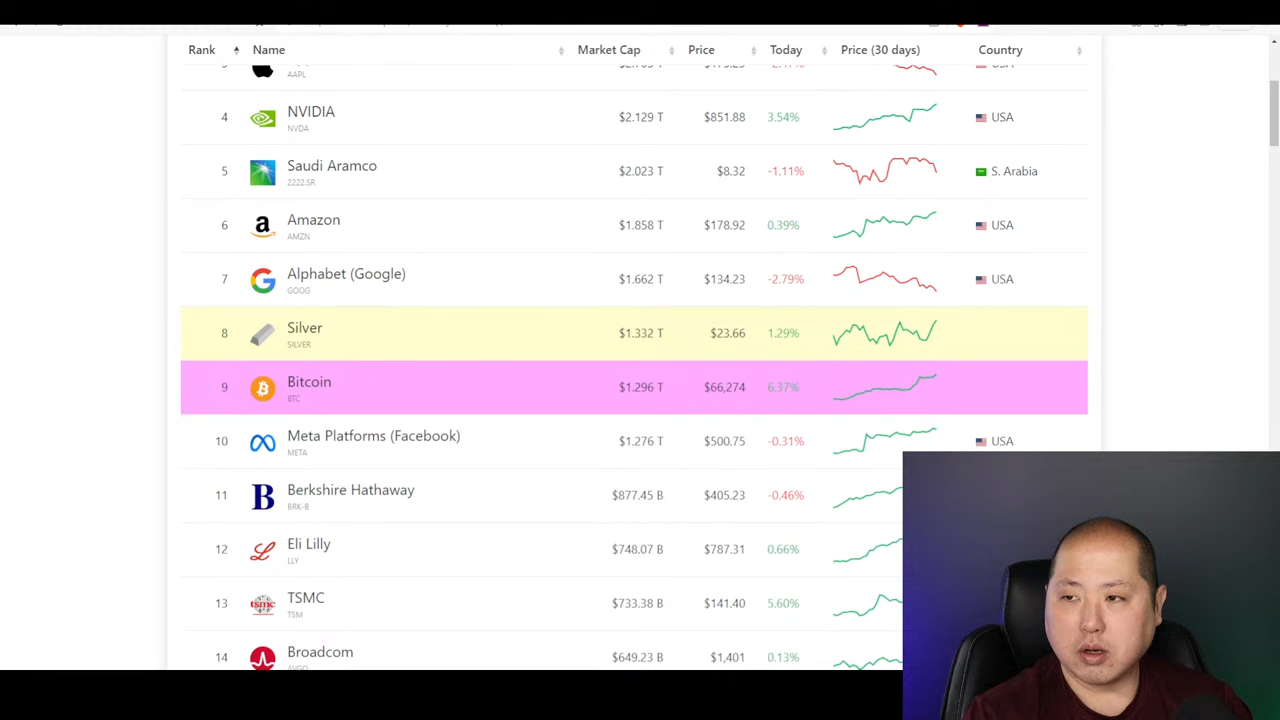 Rank Name Market Cap Price Today Price (30 days) Country
AAPL
4 NVIDIA $2.129 T $851.88 3.54% USA
NVDA
5 Saudi Aramco $2.023 T $8.32 -1.11% S. Arabia
2222.SR
6 Amazon $1.858 T $178.92 0.39% USA
AMZN
7 Alphabet (Google) $1.662 T $134.23 -2.79% USA
GOOG
8 Silver $1.332 T $23.66 1.29%
SILVER
9 Bitcoin $1.296 T $66,274 6.37%
BTC
10 Meta Platforms (Facebook) $1.276 T $500.75 -0.31% USA
META
11 Berkshire Hathaway $877.45 B $405.23 -0.46%
BRK-B
12 Eli Lilly $748.07 B $787.31 0.66%
LLY
13 TSMC $733.38 B $141.40 5.60%
TSM
14 Broadcom $649.23 B $1,401 0.13%